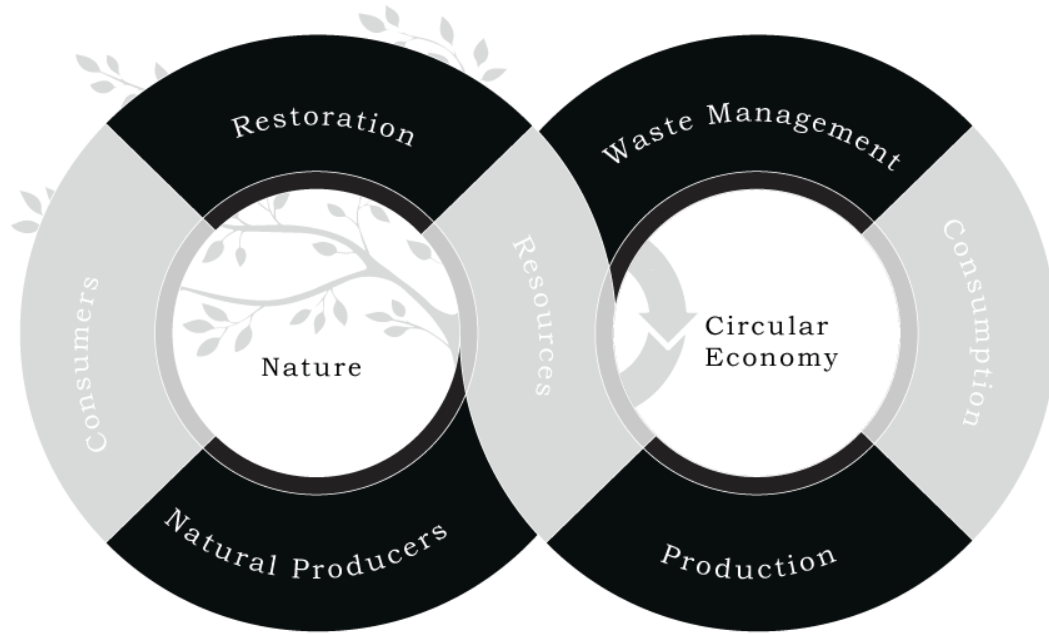 Restoration
Waste Management
Consumers
Resources
Consumption
Nature
Circular
Economy
Natural Producers
Production